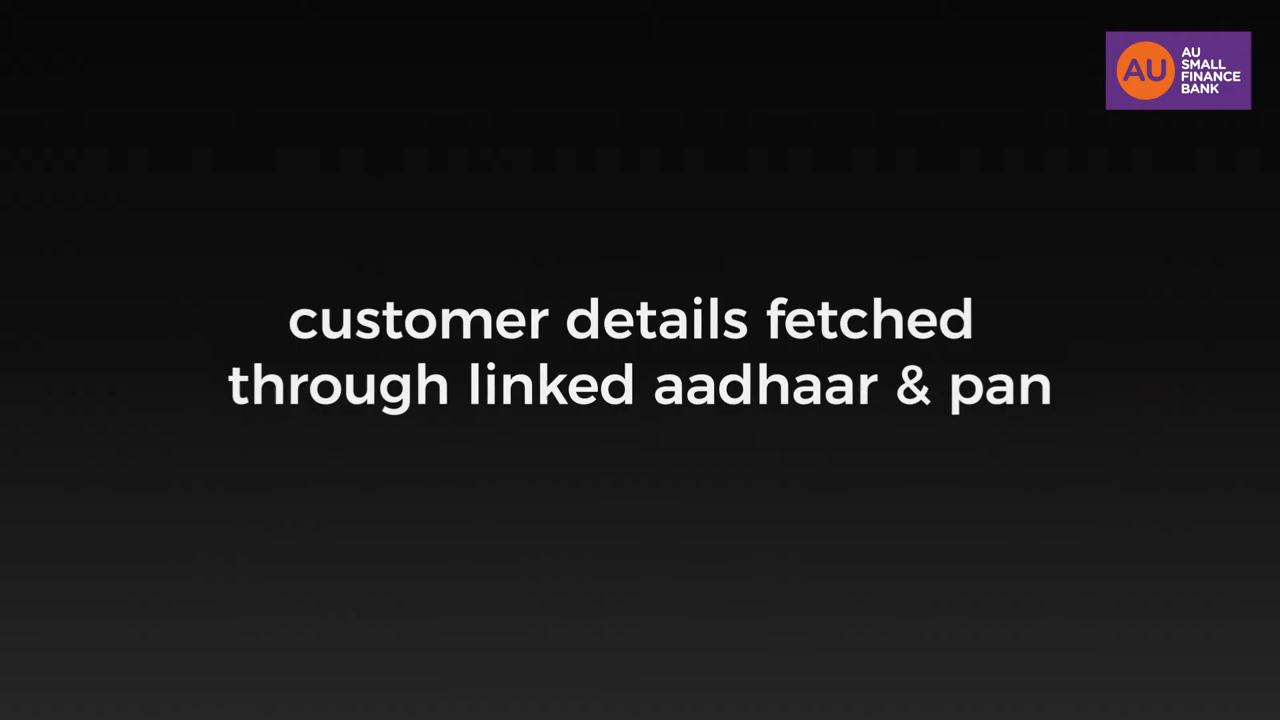 AU
AU
SMALL
FINANCE
BANK
customer details fetched
through linked aadhaar & pan